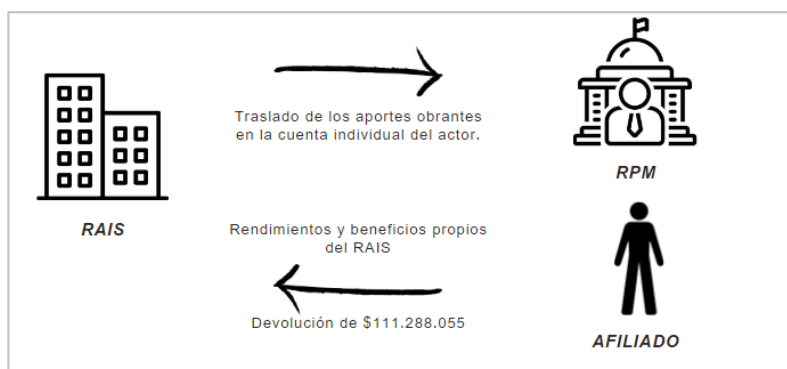 Traslado de los aportes obrantes
en la cuenta individual del actor.
RPM
RAIS
Rendimientos y beneficios propios
del RAIS
Devolución de $111.288.055
AFILIADO